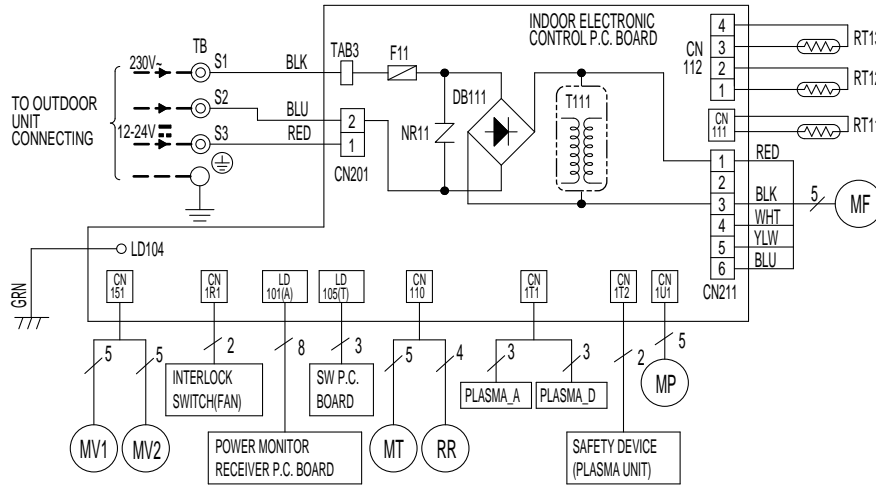 INDOOR ELECTRONIC
CONTROL P.C. BOARD
TB
230V~
S1
BLK
TAB3
F11
TO OUTDOOR
UNIT
CONNECTING
S2
BLU
12-24V
S3
RED
2
1
CN201
NR11
DB111
T111
CN
112
4
3
2
1
RT13
RT12
CN
111
RT11
1
2
3
4
5
6
CN211
RED
BLK
WHT
YLW
BLU
5
MF
LD104
GRN
CN
151
CN
1R1
LD
101(A)
LD
105(T)
CN
110
CN
1T1
CN
1T2
CN
1U1
5
5
2
8
3
5
4
3
3
2
5
MV1
MV2
INTERLOCK
SWITCH(FAN)
POWER MONITOR
RECEIVER P.C. BOARD
SW P.C.
BOARD
MT
RR
PLASMA_A
PLASMA_D
SAFETY DEVICE
(PLASMA UNIT)
MP